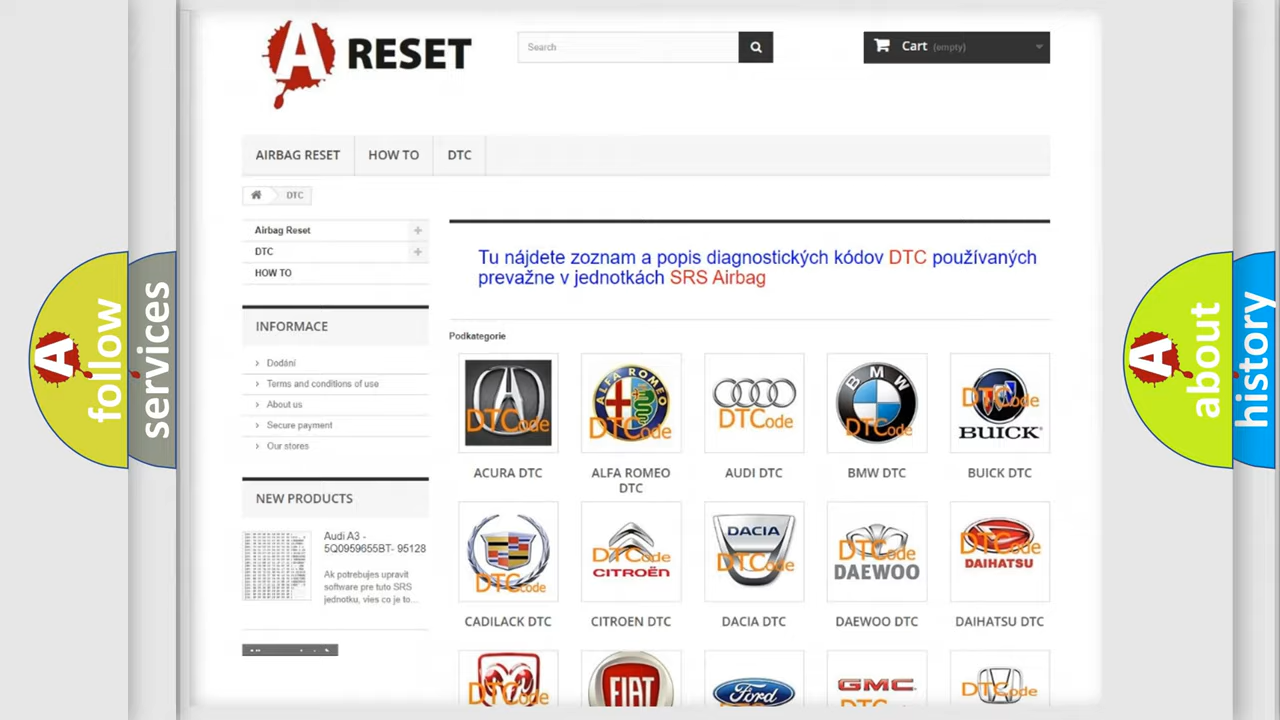 A RESET
Search
Cart (empty)
AIRBAG RESET
HOW TO
DTC
DTC
Airbag Reset
DTC
HOW TO
INFORMACE
Dodání
Terms and conditions of use
About us
Secure payment
Our stores
NEW PRODUCTS
Audi A3 -
5Q0959655BT- 95128
Ak potrebujes upravit
software pre tuto SRS
jednotku, vies co je to...
Tu nájdete zoznam a popis diagnostických kódov DTC používaných
prevažne v jednotkách SRS Airbag
Podkategorie
DTCode
ALFA ROMEO
DTCode
DTCode
BMW
DTCode
DTCode
BUICK
ACURA DTC
ALFA ROMEO
DTC
AUDI DTC
BMW DTC
BUICK DTC
DTCode
DTCode
CITROËN
DACIA
DTCode
DTCode
DAEWOO
DTCode
DAIHATSU
CADILACK DTC
CITROEN DTC
DACIA DTC
DAEWOO DTC
DAIHATSU DTC
DTCode
FIAT
Ford
GMC
DTCode
A follow
services
A about
history